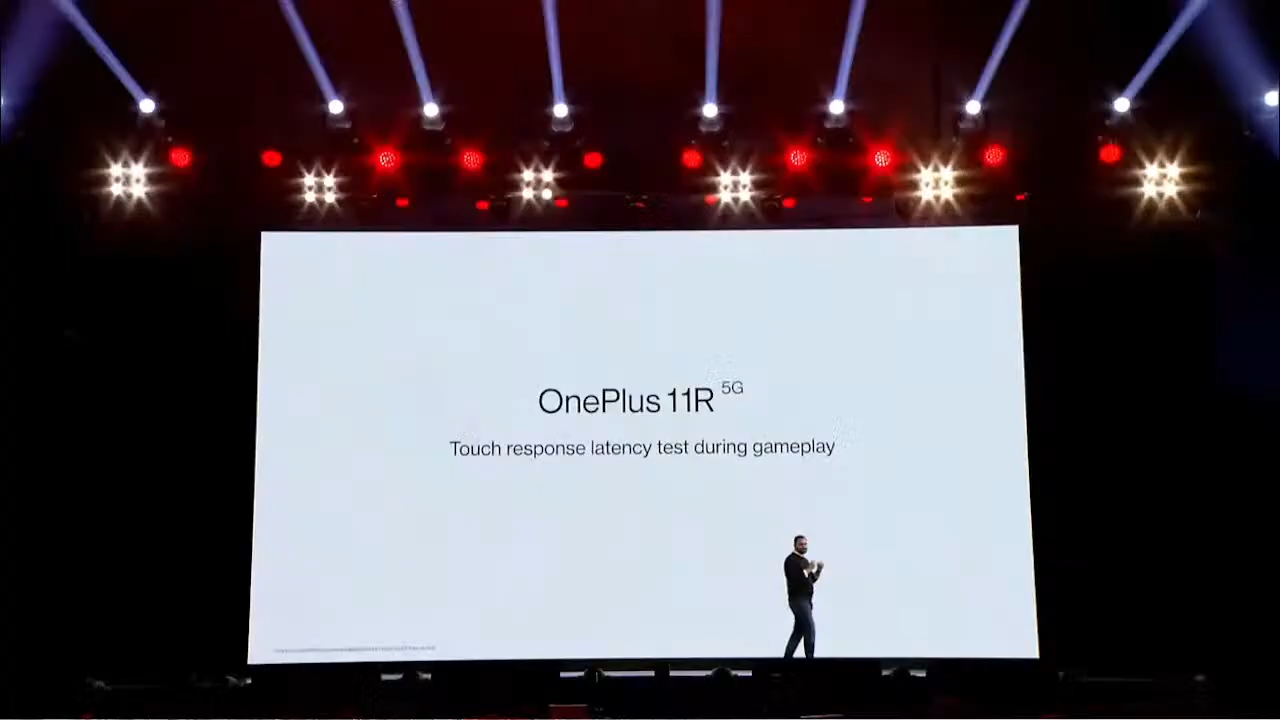 OnePlus 11R 5G
Touch response latency test during gameplay